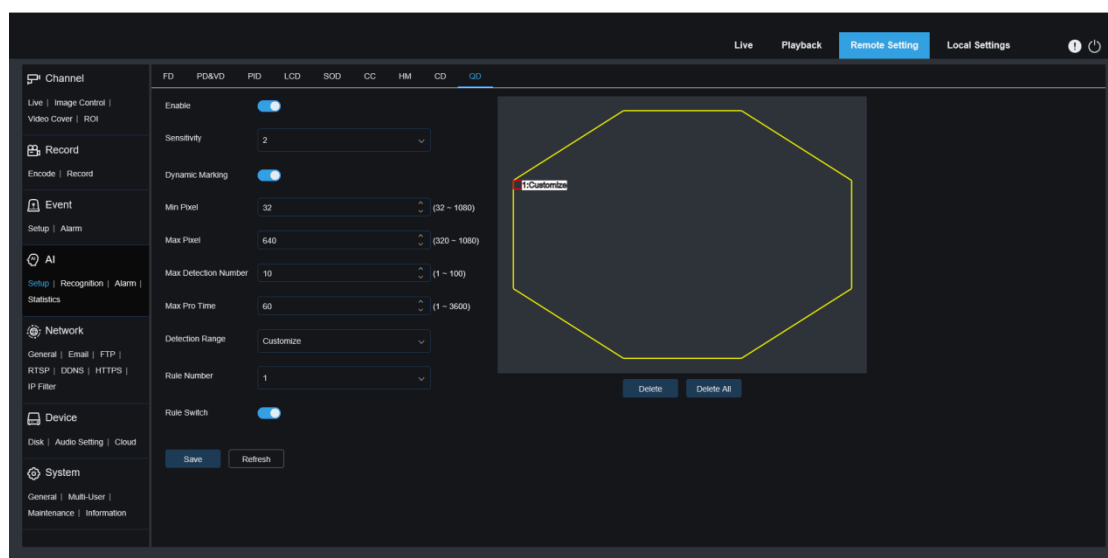 Live Playback Remote Setting Local Settings
Channel
Live | Image Control |
Video Cover | ROI
Record
Encode | Record
Event
Setup | Alarm
AI
Setup | Recognition | Alarm |
Statistics
Network
General | Email | FTP |
RTSP | DDNS | HTTPS |
IP Filter
Device
Disk | Audio Setting | Cloud
System
General | Multi-User |
Maintenance | Information
FD PD&VD PID LCD SOD CC HM CD QD
Enable
Sensitivity 2
Dynamic Marking
Min Pixel 32 (32 ~ 1080)
Max Pixel 640 (320 ~ 1080)
Max Detection Number 10 (1 ~ 100)
Max Pro Time 60 (1 ~ 3600)
Detection Range Customize
Rule Number 1
Rule Switch
Save Refresh
1:Customize
Delete Delete All